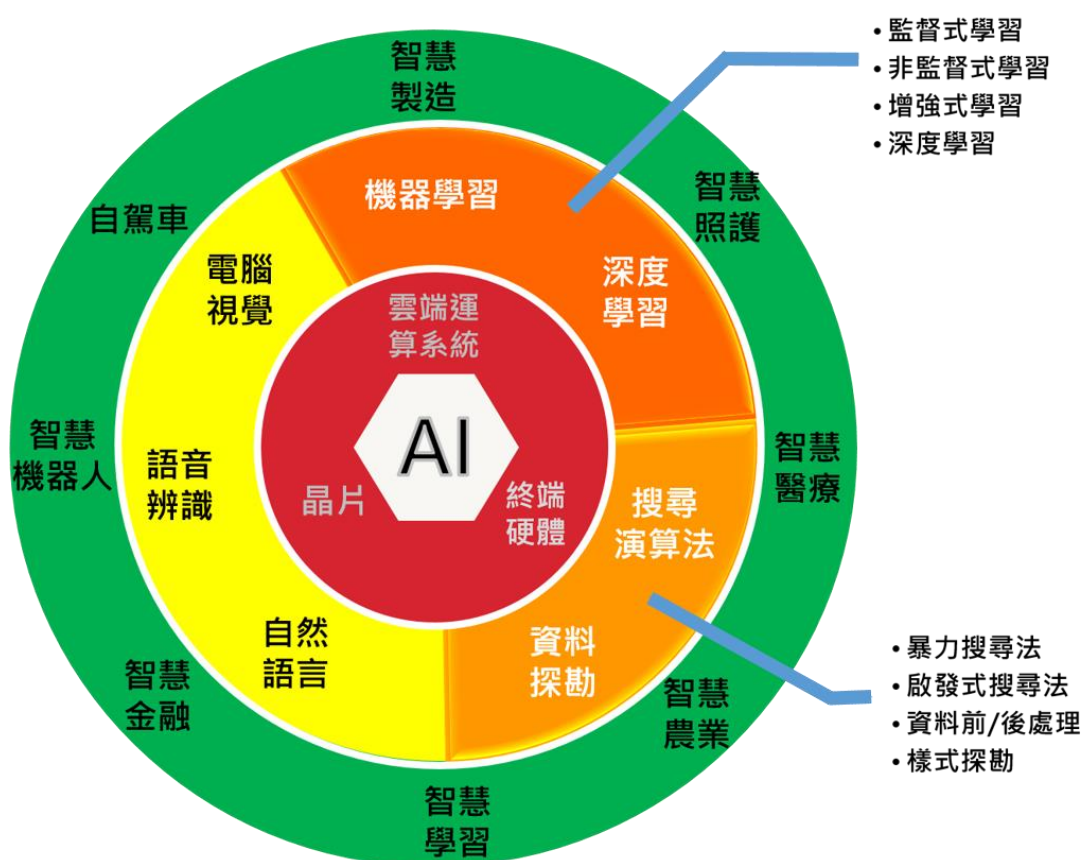 智慧
製造
• 監督式學習
• 非監督式學習
• 增強式學習
• 深度學習
機器學習
智慧
照護
自駕車
電腦
視覺
深度
學習
雲端運
算系統
AI
智慧
機器人
語音
辨識
晶片
終端
硬體
搜尋
演算法
智慧
醫療
自然
語言
資料
探勘
智慧
金融
智慧
農業
• 暴力搜尋法
• 啟發式搜尋法
• 資料前/後處理
• 樣式探勘
智慧
學習